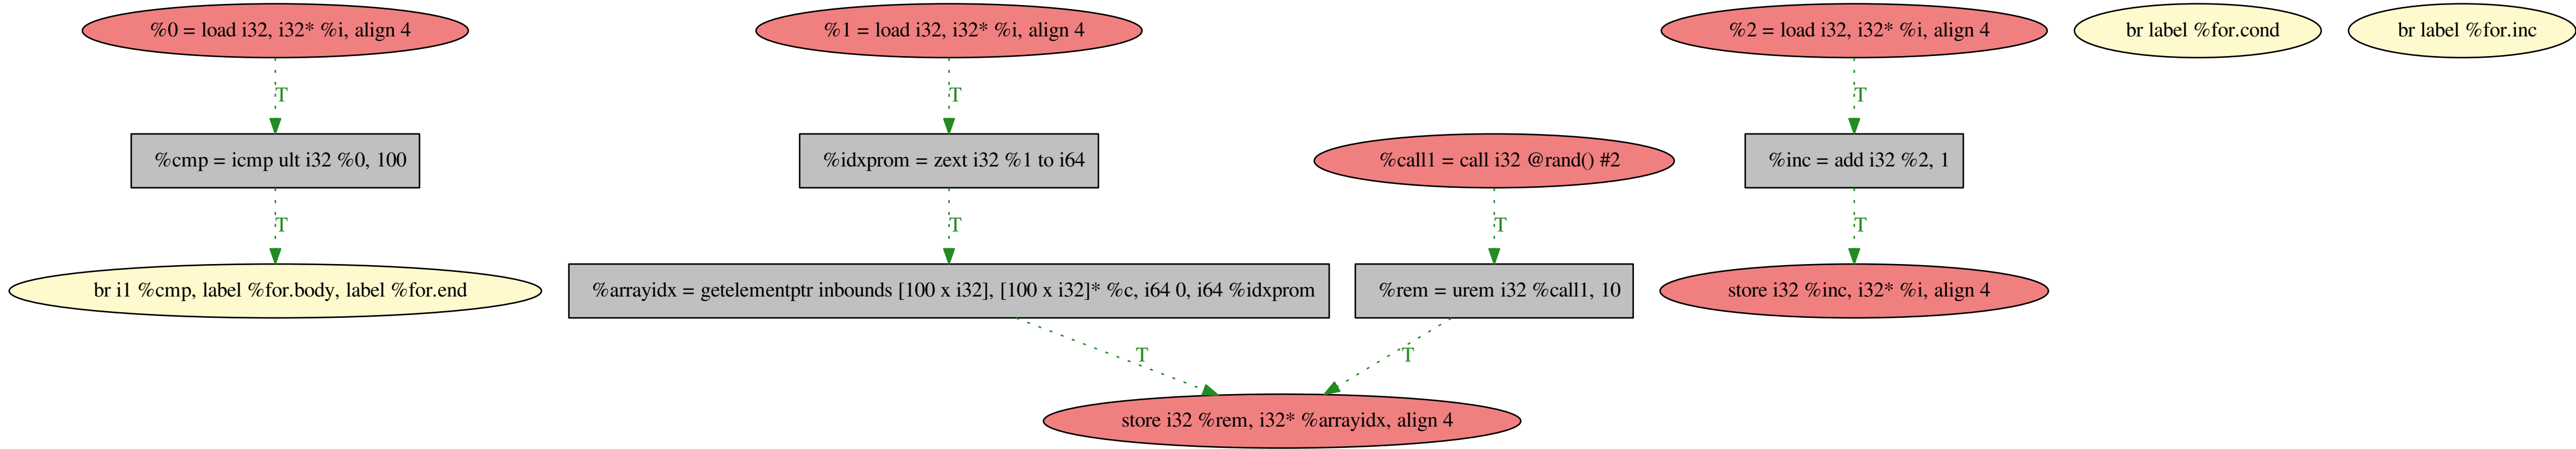 %0 = load i32, i32* %i, align 4
%1 = load i32, i32* %i, align 4
%2 = load i32, i32* %i, align 4
br label %for.cond
br label %for.inc
T
T
T
%cmp = icmp ult i32 %0, 100
%idxprom = zext i32 %1 to i64
%call1 = call i32 @rand() #2
%inc = add i32 %2, 1
T
T
T
T
br i1 %cmp, label %for.body, label %for.end
%arrayidx = getelementptr inbounds [100 x i32], [100 x i32]* %c, i64 0, i64 %idxprom
%rem = urem i32 %call1, 10
store i32 %inc, i32* %i, align 4
T
T
store i32 %rem, i32* %arrayidx, align 4